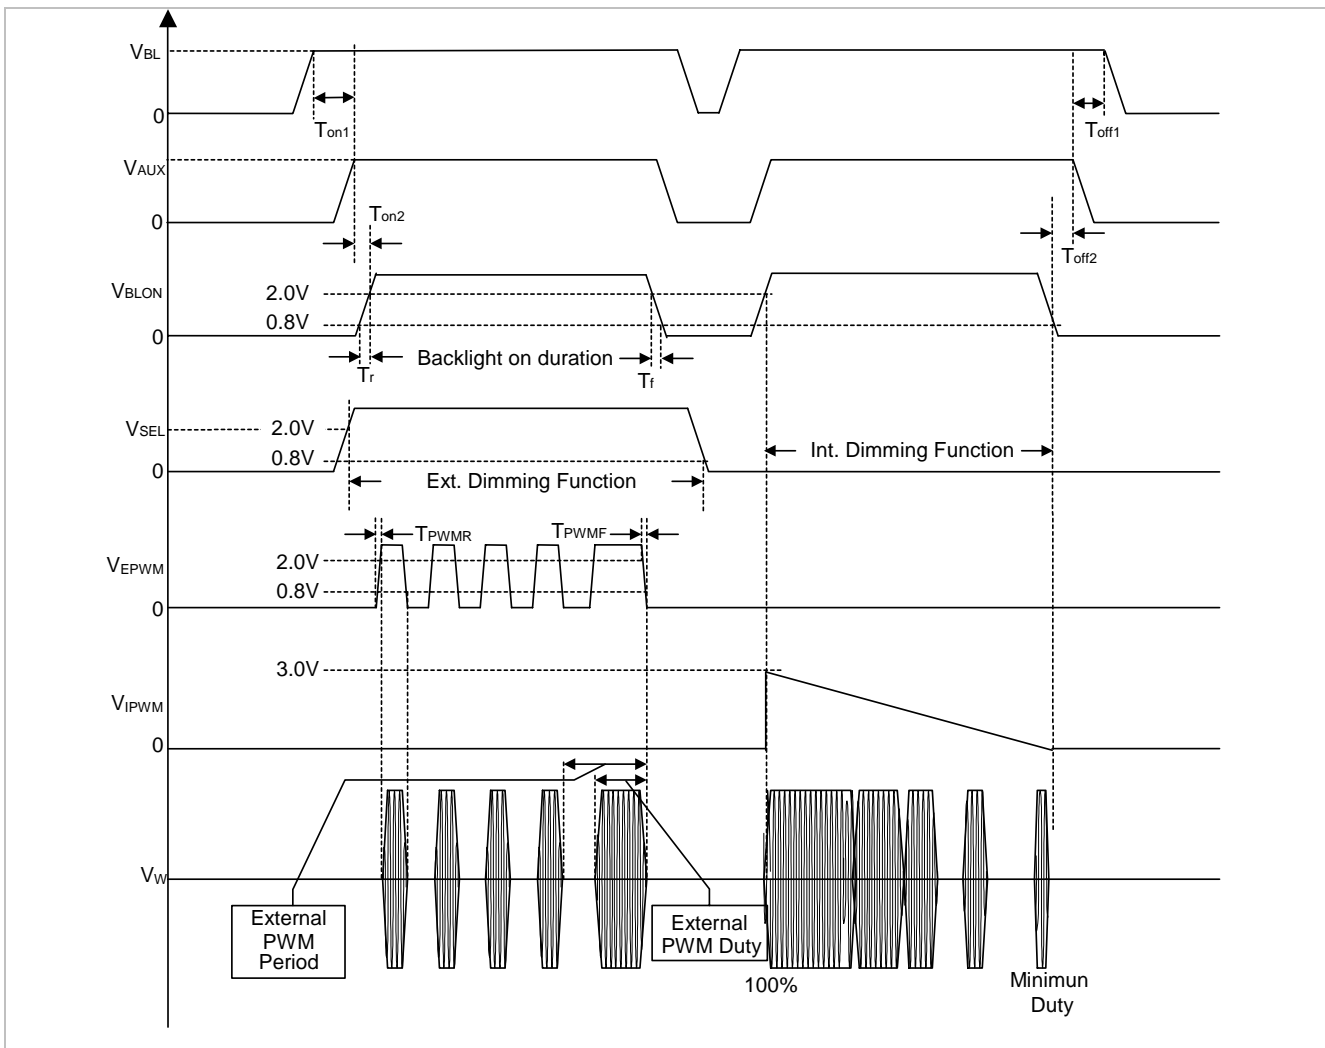 VBL
0
Ton1
Toff1
VAUX
0
Ton2
Toff2
VBLON
2.0V
0.8V
0
Backlight on duration
Tr
Tf
VSEL
2.0V
0.8V
0
Int. Dimming Function
Ext. Dimming Function
TPWMR
TPWMF
VEPWM
2.0V
0.8V
0
3.0V
VIPWM
0
VW
External
PWM
Period
External
PWM Duty
100%
Minimun
Duty